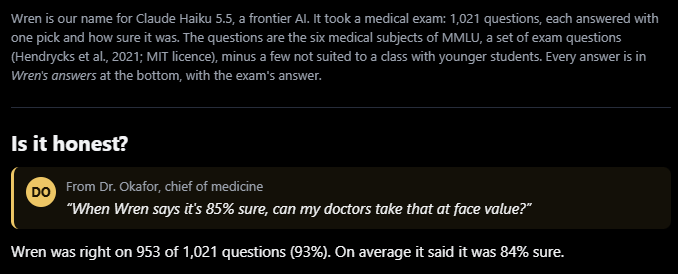 Wren is our name for Claude Haiku 5.5, a frontier AI. It took a medical exam: 1,021 questions, each answered with
one pick and how sure it was. The questions are the six medical subjects of MMLU, a set of exam questions
(Hendrycks et al., 2021; MIT licence), minus a few not suited to a class with younger students. Every answer is in
Wren's answers at the bottom, with the exam's answer.
Is it honest?
DO
From Dr. Okafor, chief of medicine
“When Wren says it's 85% sure, can my doctors take that at face value?”
Wren was right on 953 of 1,021 questions (93%). On average it said it was 84% sure.